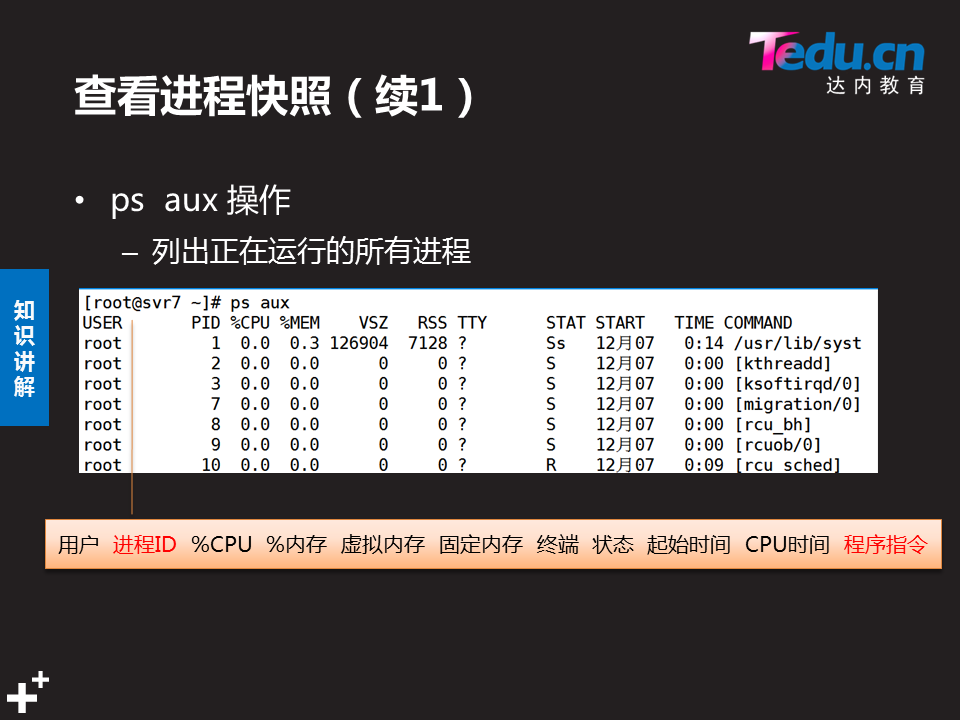 Tedu.cn
达内教育
查看进程快照（续1）
• ps aux 操作
– 列出正在运行的所有进程
知识讲解
[root@svr7 ~]# ps aux
USER PID %CPU %MEM VSZ RSS TTY STAT START TIME COMMAND
root 1 0.0 0.3 126904 7128 ? Ss 12月07 0:14 /usr/lib/syst
root 2 0.0 0.0 0 0 ? S 12月07 0:00 [kthreadd]
root 3 0.0 0.0 0 0 ? S 12月07 0:00 [ksoftirqd/0]
root 7 0.0 0.0 0 0 ? S 12月07 0:00 [migration/0]
root 8 0.0 0.0 0 0 ? S 12月07 0:00 [rcu_bh]
root 9 0.0 0.0 0 0 ? S 12月07 0:00 [rcuob/0]
root 10 0.0 0.0 0 0 ? R 12月07 0:09 [rcu sched]
用户 进程ID %CPU %内存 虚拟内存 固定内存 终端 状态 起始时间 CPU时间 程序指令